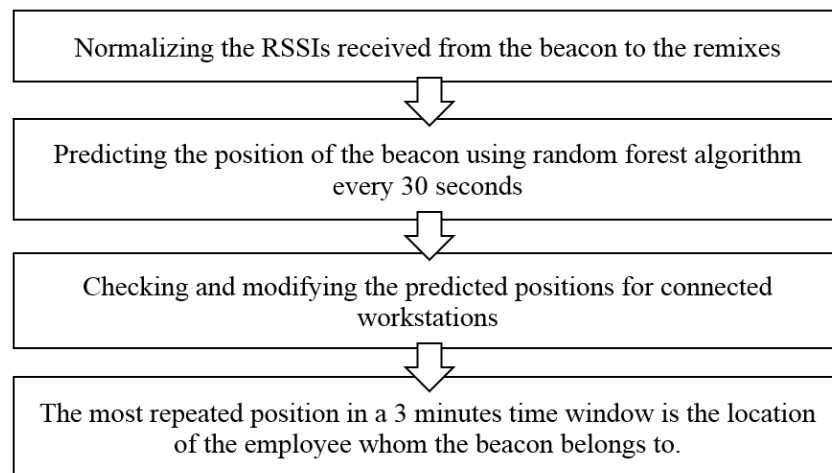 Normalizing the RSSIs received from the beacon to the remixes
Predicting the position of the beacon using random forest algorithm
every 30 seconds
Checking and modifying the predicted positions for connected
workstations
The most repeated position in a 3 minutes time window is the location
of the employee whom the beacon belongs to.